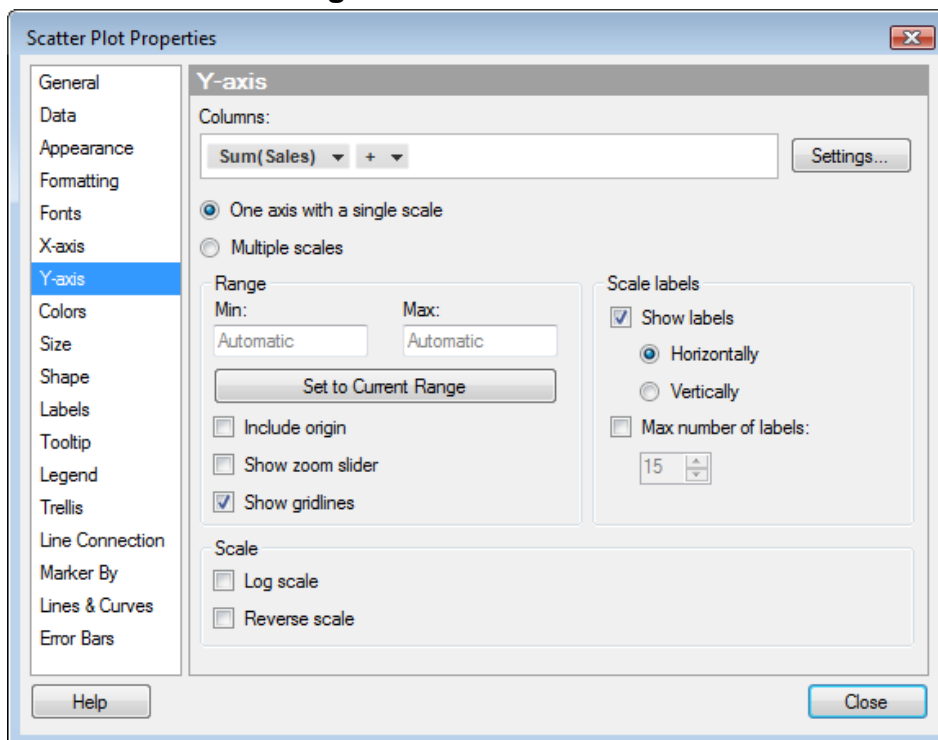 Scatter Plot Properties
General
Data
Appearance
Formatting
Fonts
X-axis
Y-axis
Colors
Size
Shape
Labels
Tooltip
Legend
Trellis
Line Connection
Marker By
Lines & Curves
Error Bars
Y-axis
Columns:
Sum(Sales) +
Settings...
One axis with a single scale
Multiple scales
Range
Min: Max:
Automatic Automatic
Set to Current Range
Include origin
Show zoom slider
Show gridlines
Scale labels
Show labels
Horizontally
Vertically
Max number of labels:
15
Scale
Log scale
Reverse scale
Help
Close